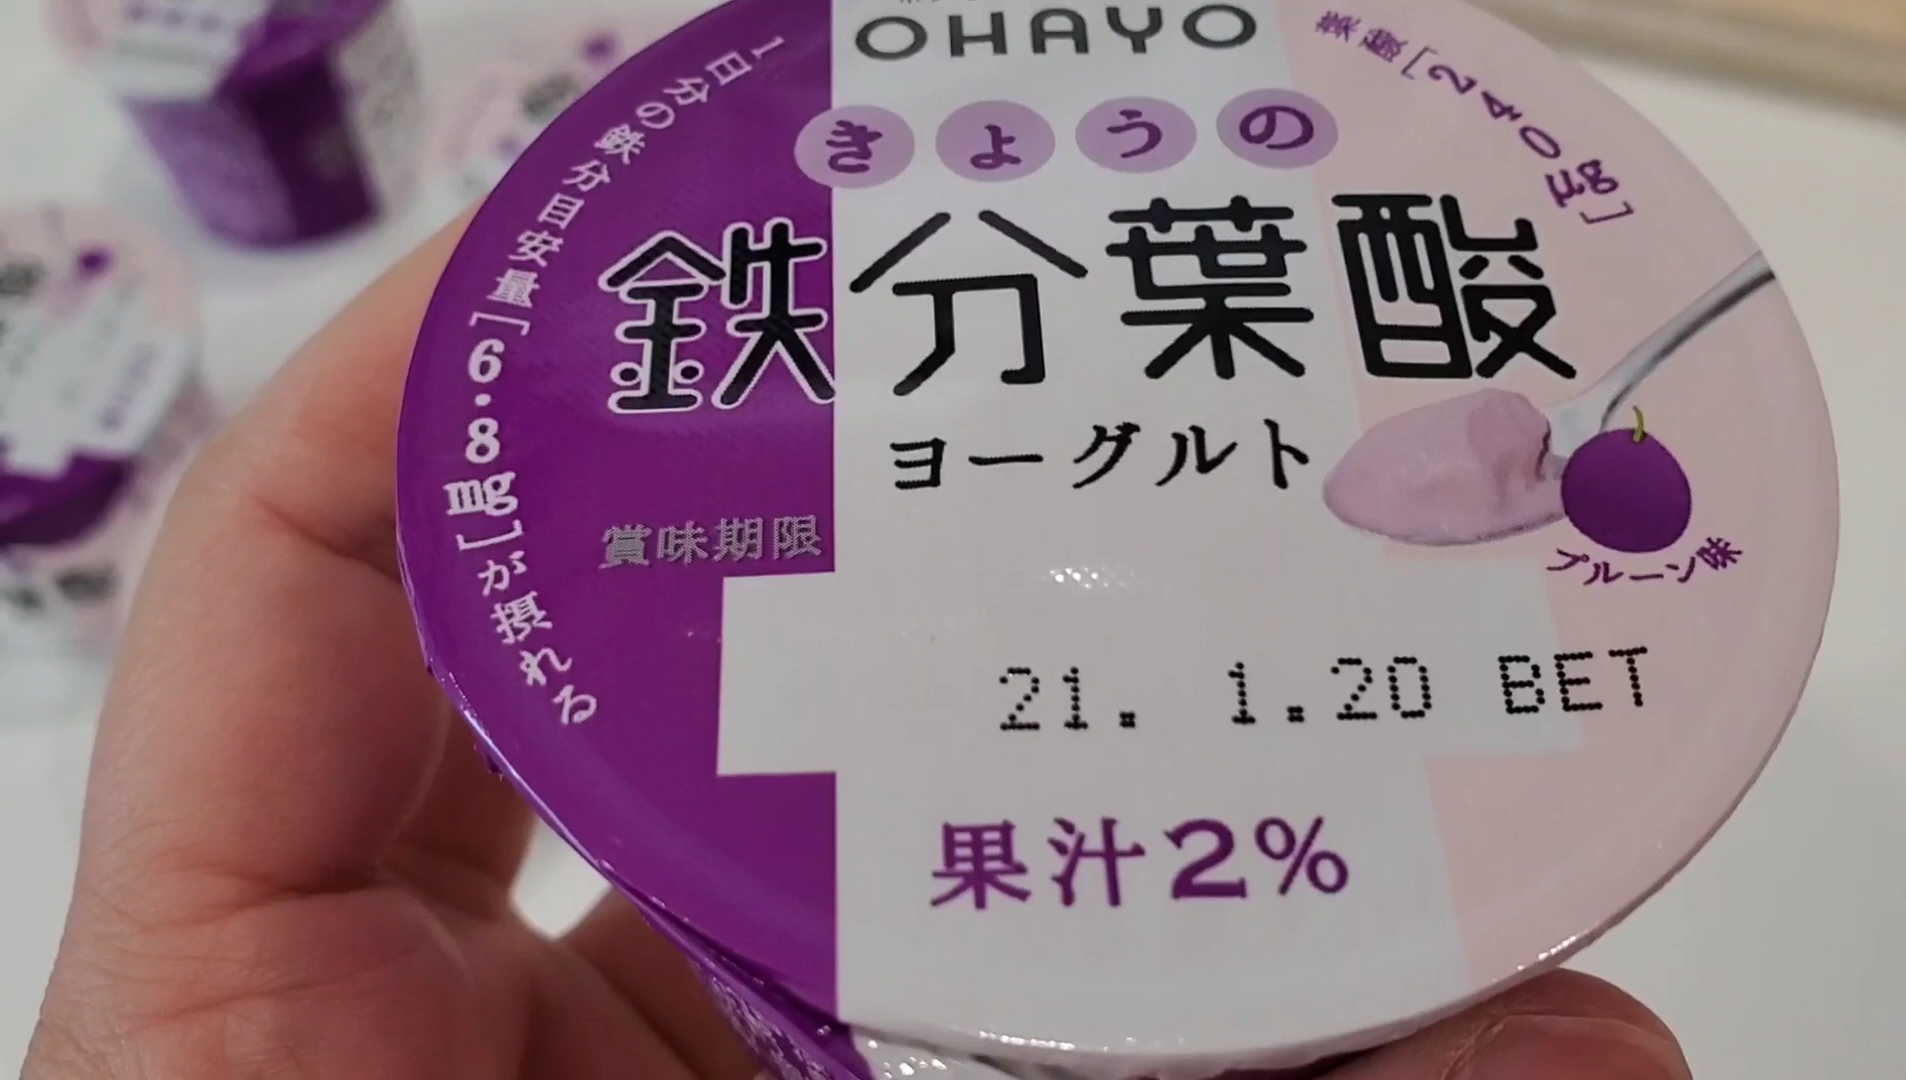 OHAYO
きょうの
鉄分葉酸
ヨーグルト
1日分の鉄分目安量[6.8mg]が摂れる
葉酸[240μg]
プルーン味
賞味期限
21. 1.20 BET
果汁2%